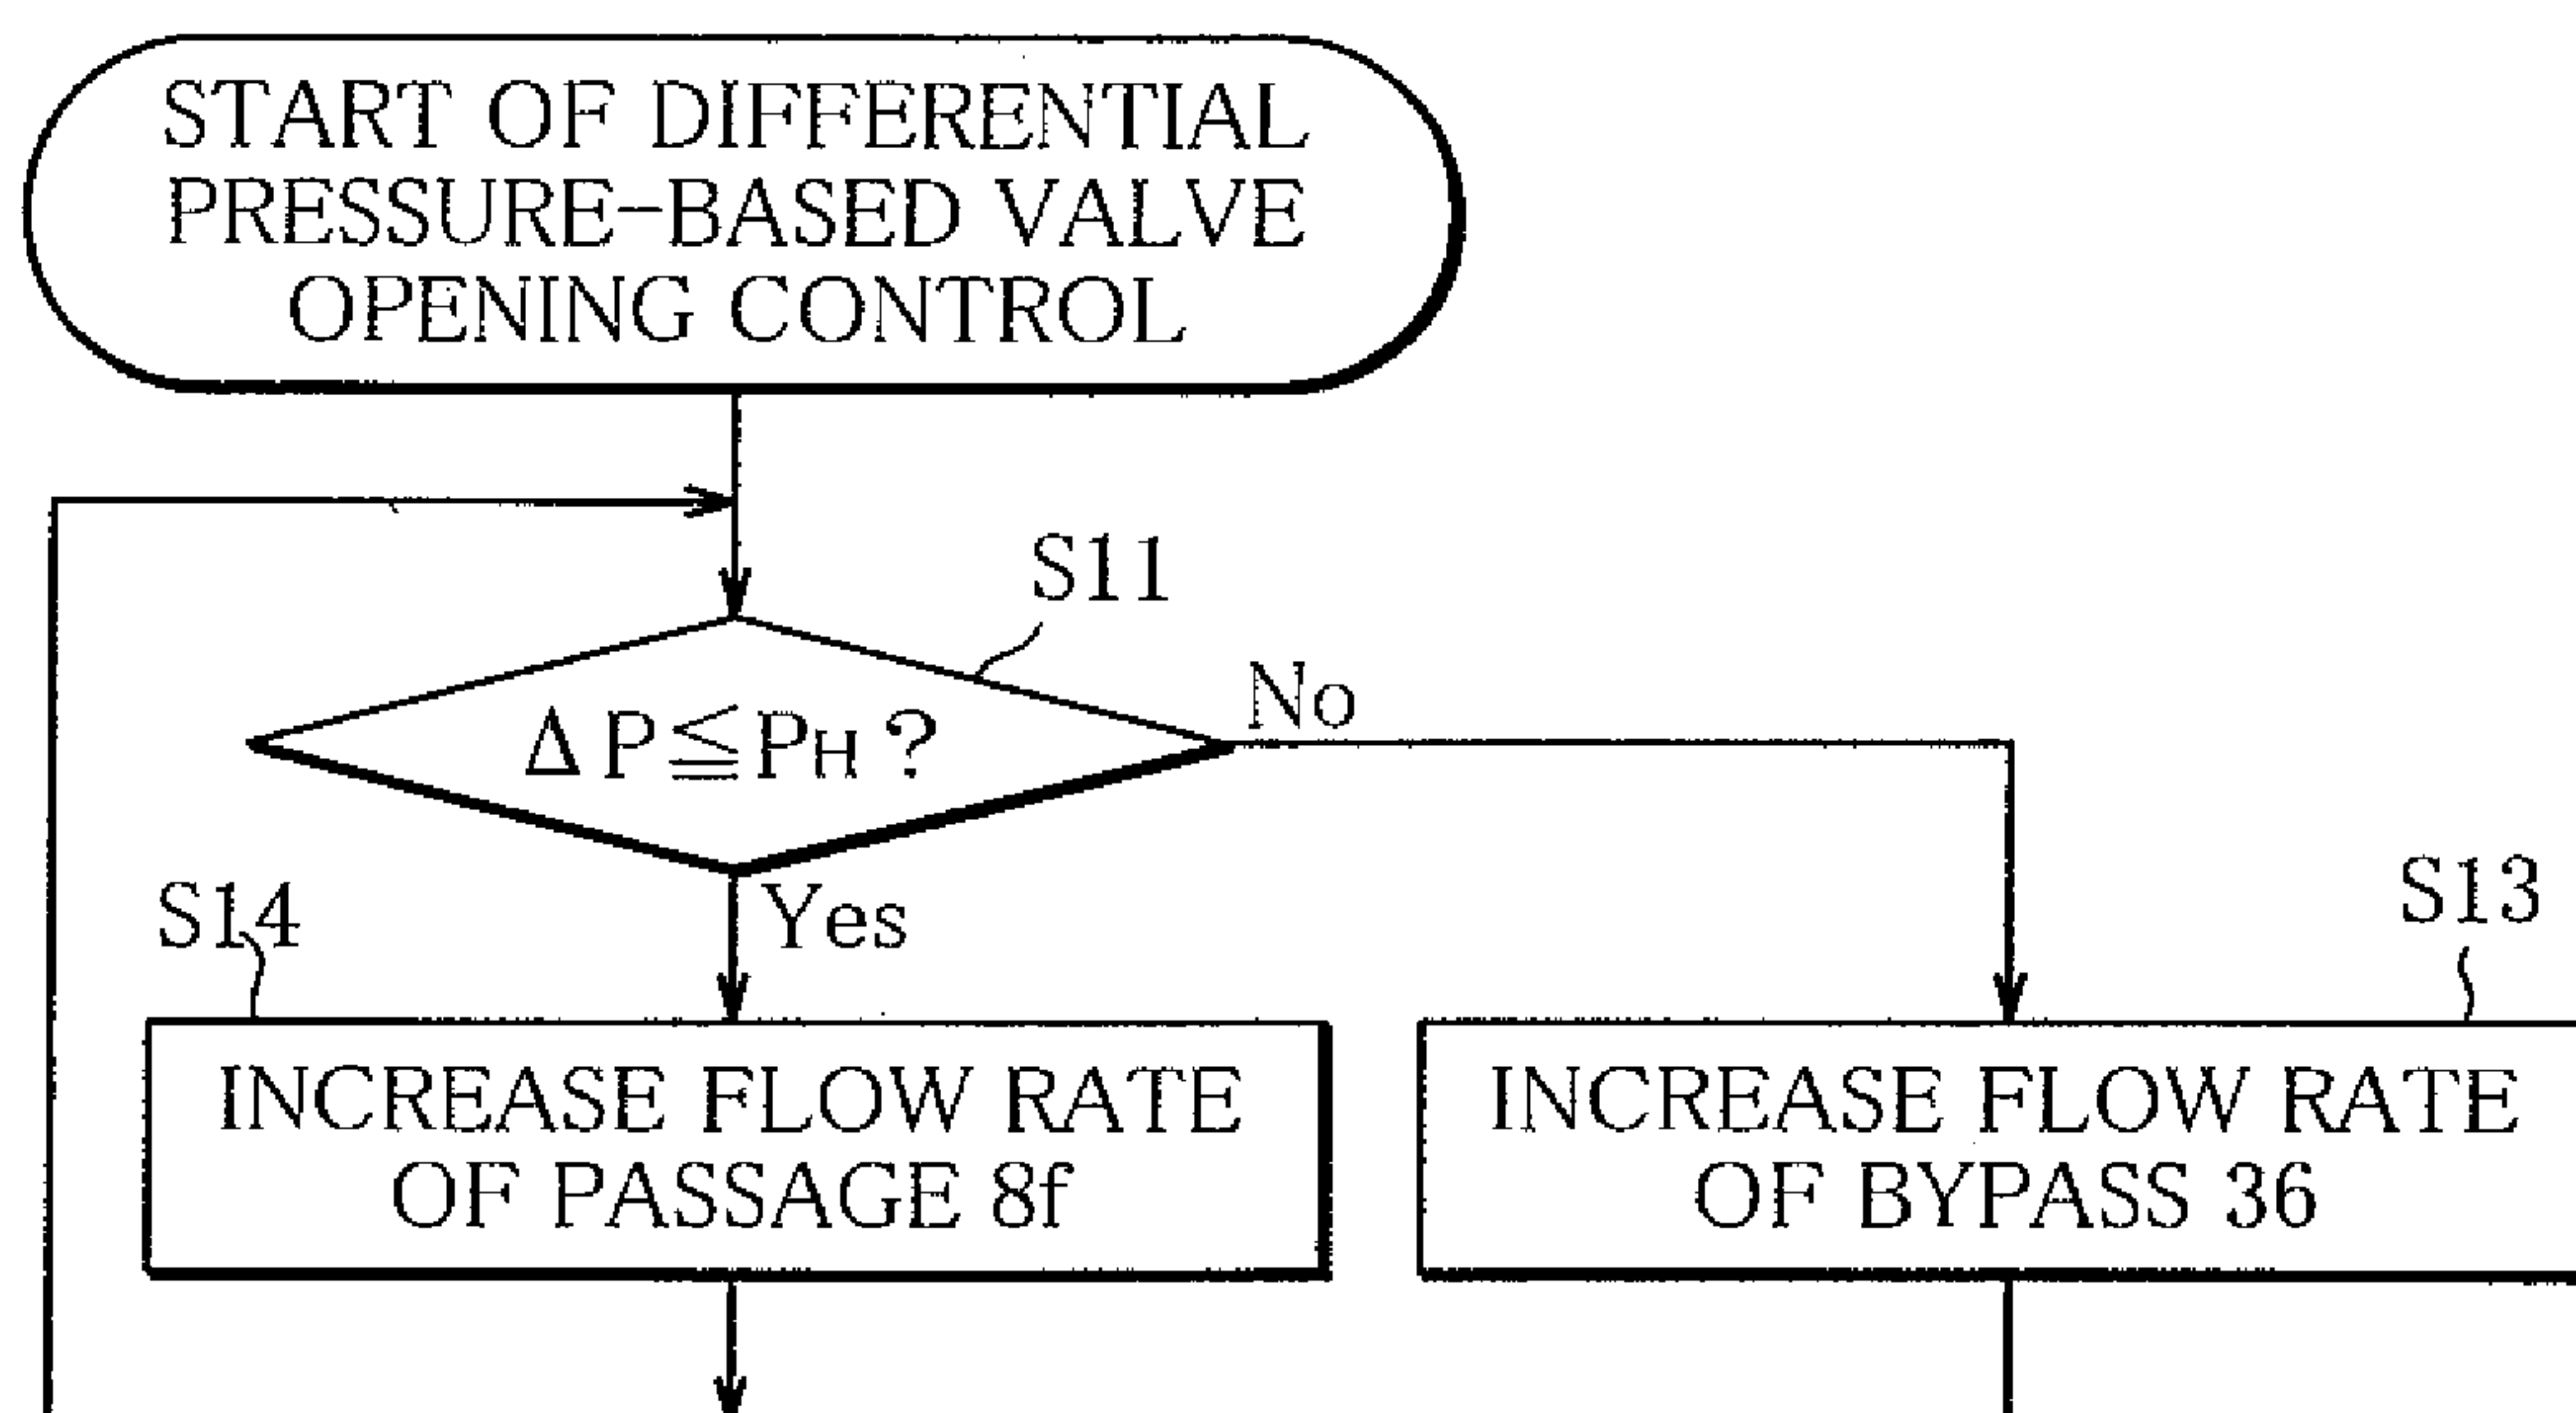 START OF DIFFERENTIAL
PRESSURE-BASED VALVE
OPENING CONTROL
S11
ΔP≦PH?
No
Yes
S14
S13
INCREASE FLOW RATE
OF PASSAGE 8f
INCREASE FLOW RATE
OF BYPASS 36